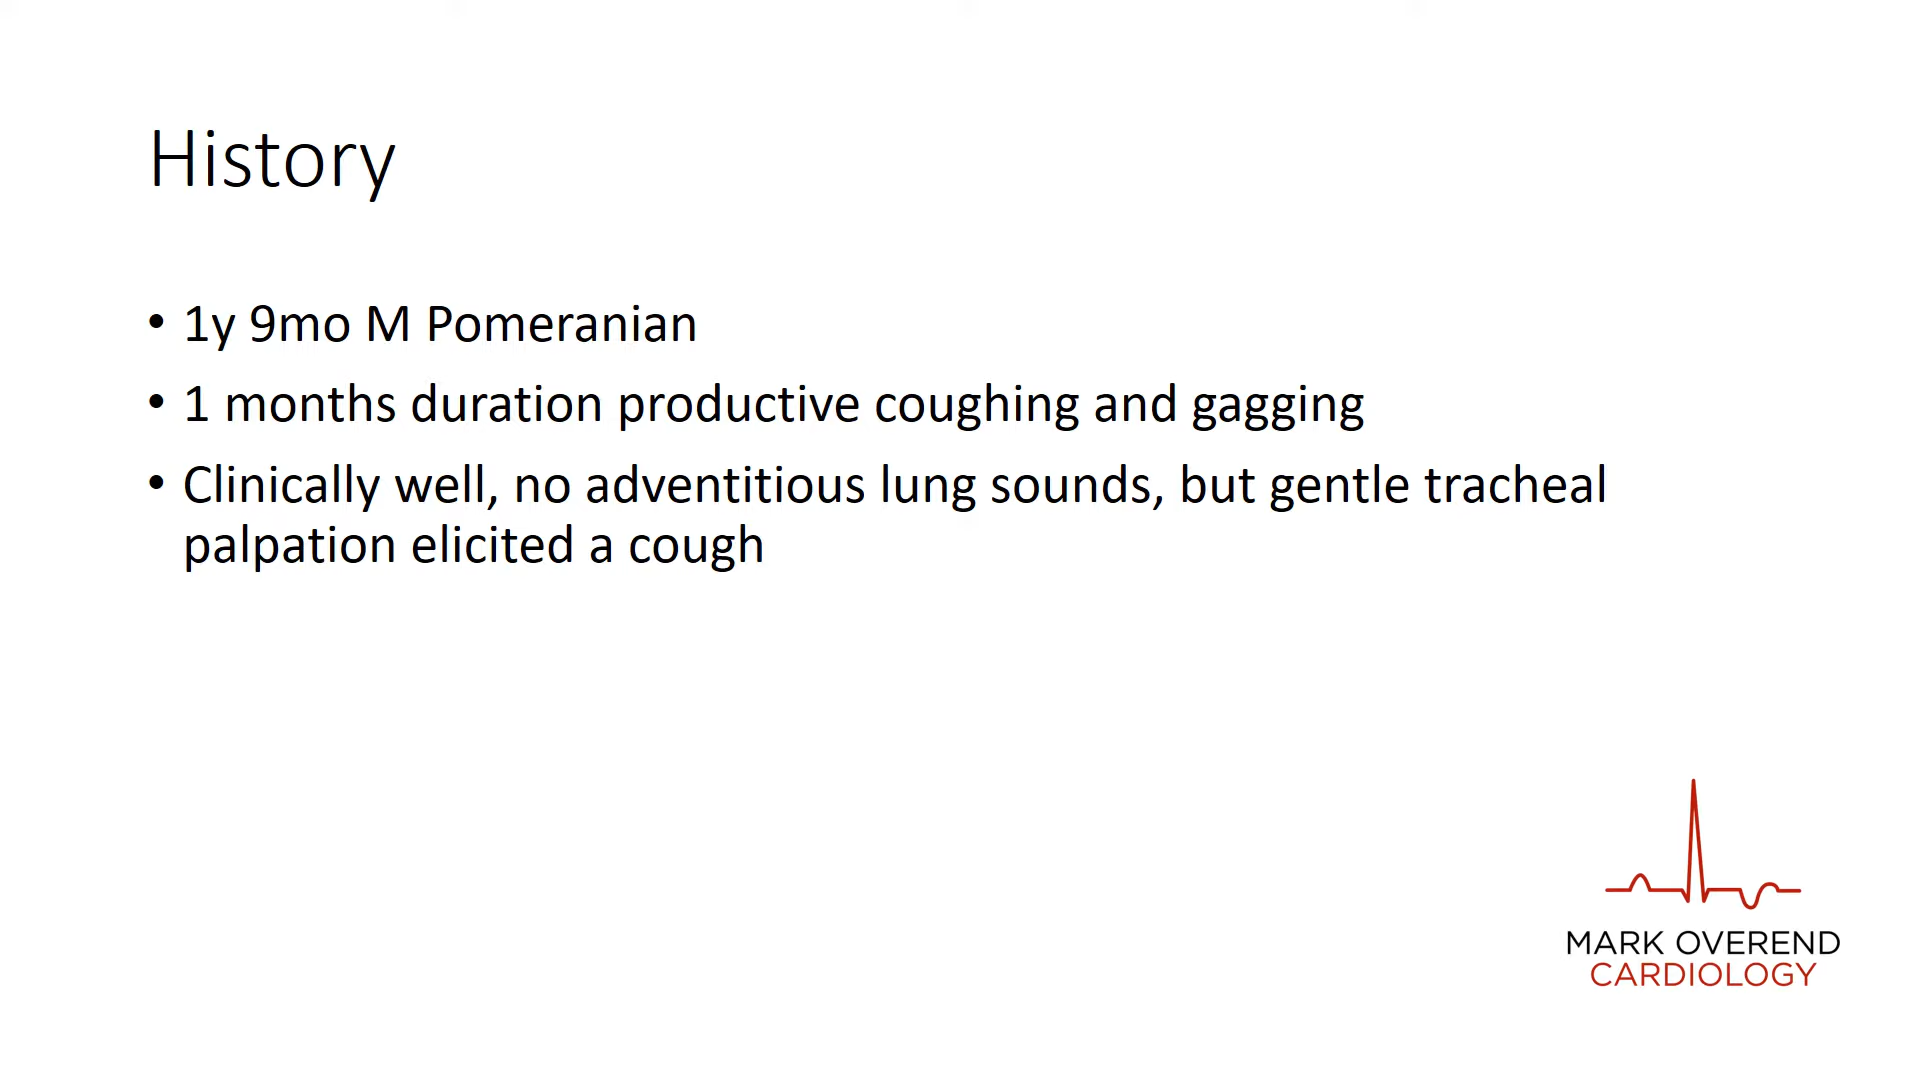 History
• 1y 9mo M Pomeranian
• 1 months duration productive coughing and gagging
• Clinically well, no adventitious lung sounds, but gentle tracheal
palpation elicited a cough
MARK OVEREND
CARDIOLOGY